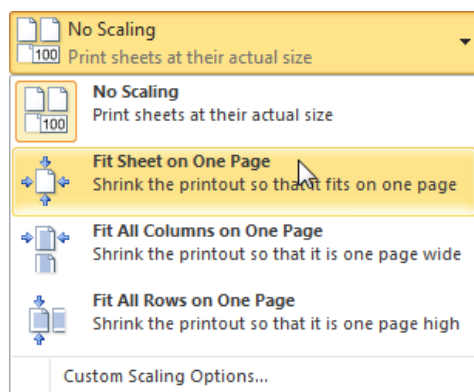 No Scaling
Print sheets at their actual size
100
No Scaling
Print sheets at their actual size
100
Fit Sheet on One Page
Shrink the printout so that it fits on one page
Fit All Columns on One Page
Shrink the printout so that it is one page wide
Fit All Rows on One Page
Shrink the printout so that it is one page high
Custom Scaling Options...